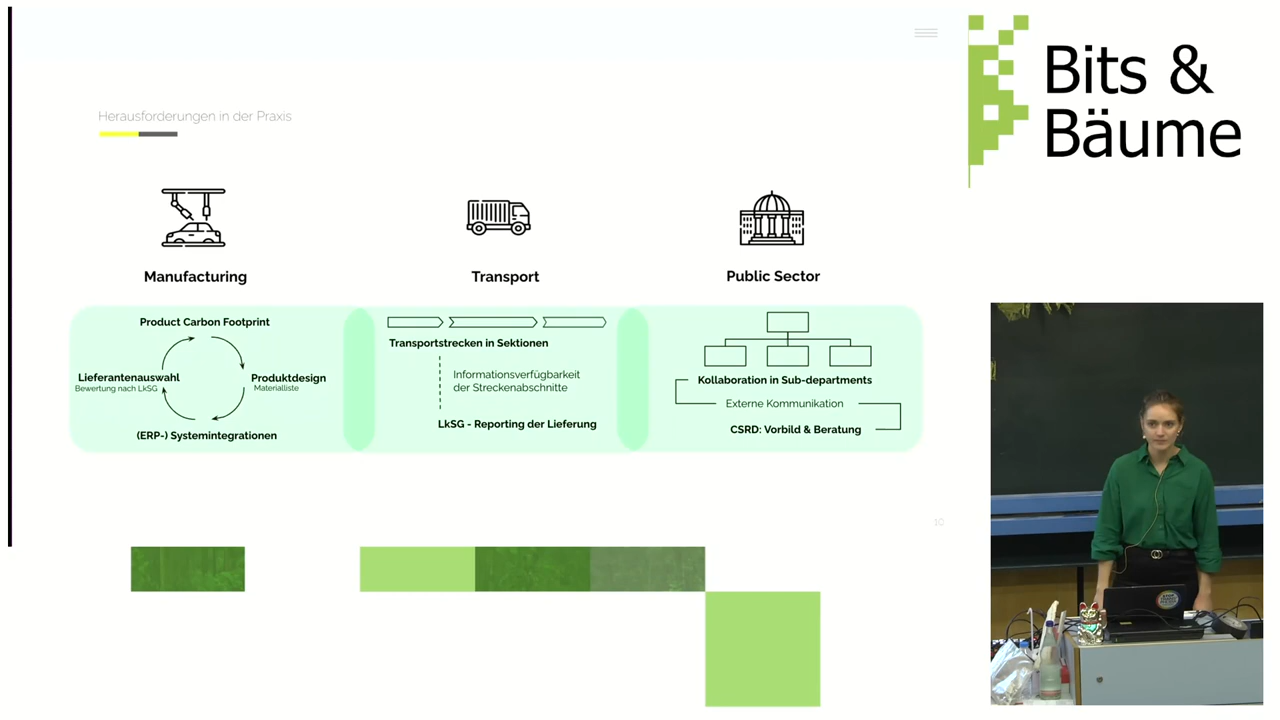 Bits &
Bäume
Herausforderungen in der Praxis
Manufacturing
Product Carbon Footprint
Lieferantenauswahl
Bewertung nach LkSG
Produktdesign
Materialliste
(ERP-) Systemintegrationen
Transport
Transportstrecken in Sektionen
Informationsverfügbarkeit
der Streckenabschnitte
LkSG - Reporting der Lieferung
Public Sector
Kollaboration in Sub-departments
Externe Kommunikation
CSRD: Vorbild & Beratung
10